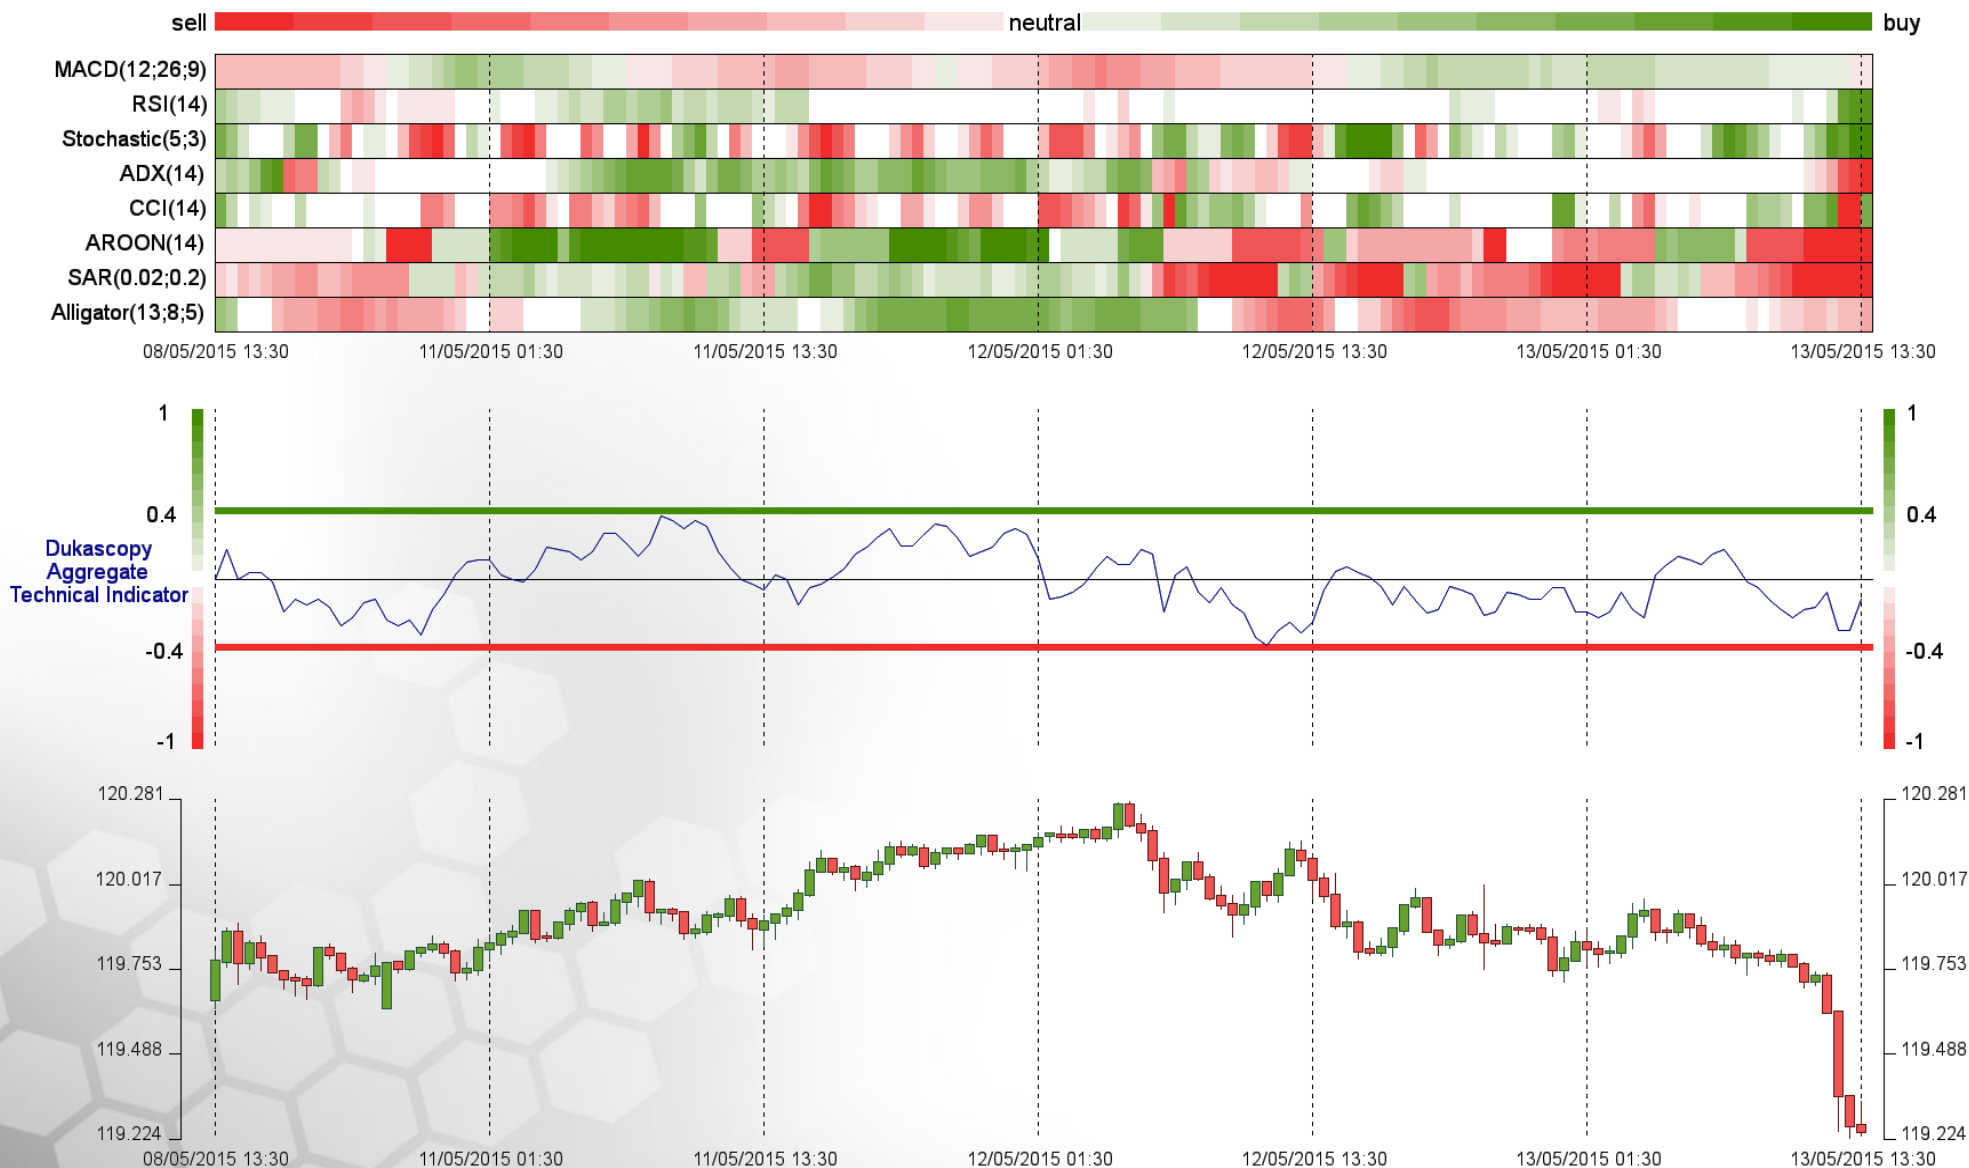 sell neutral buy
MACD(12;26;9)
RSI(14)
Stochastic(5;3)
ADX(14)
CCI(14)
AROON(14)
SAR(0.02;0.2)
Alligator(13;8;5)
08/05/2015 13:30 11/05/2015 01:30 11/05/2015 13:30 12/05/2015 01:30 12/05/2015 13:30 13/05/2015 01:30 13/05/2015 13:30
1 1
0.4 0.4
Dukascopy
Aggregate
Technical Indicator
-0.4 -0.4
-1 -1
120.281 120.281
120.017 120.017
119.753 119.753
119.488 119.488
119.224 119.224
08/05/2015 13:30 11/05/2015 01:30 11/05/2015 13:30 12/05/2015 01:30 12/05/2015 13:30 13/05/2015 01:30 13/05/2015 13:30